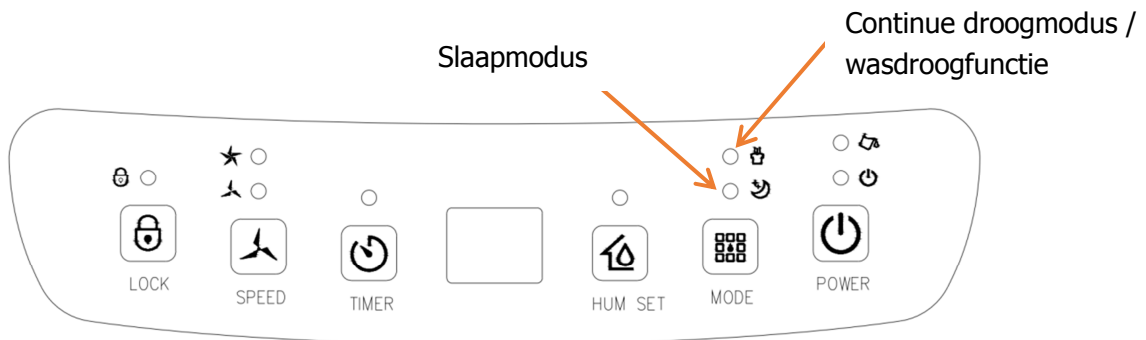 Continue droogmodus /
wasdroogfunctie
Slaapmodus
LOCK
SPEED
TIMER
HUM SET
MODE
POWER